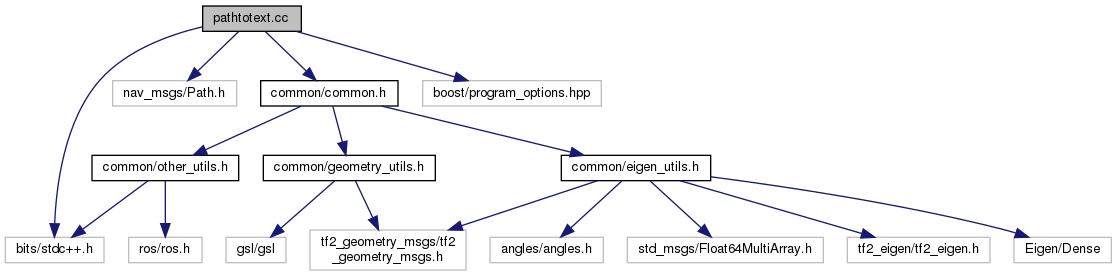 pathtotext.cc
nav_msgs/Path.h
common/common.h
boost/program_options.hpp
common/other_utils.h
common/geometry_utils.h
common/eigen_utils.h
bits/stdc++.h
ros/ros.h
gsl/gsl
tf2_geometry_msgs/tf2
_geometry_msgs.h
angles/angles.h
std_msgs/Float64MultiArray.h
tf2_eigen/tf2_eigen.h
Eigen/Dense